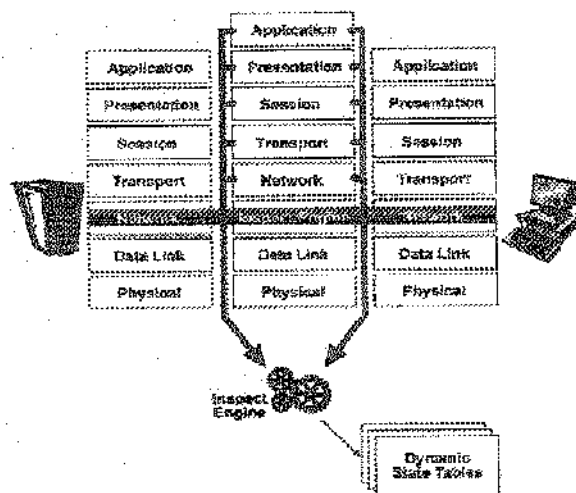 Application
Presentation
Session
Transport
Data Link
Physical
Application
Presentation
Session
Transport
Network
Data Link
Physical
Application
Presentation
Session
Transport
Data Link
Physical
Inspect
Engine
Dynamic
State Tables